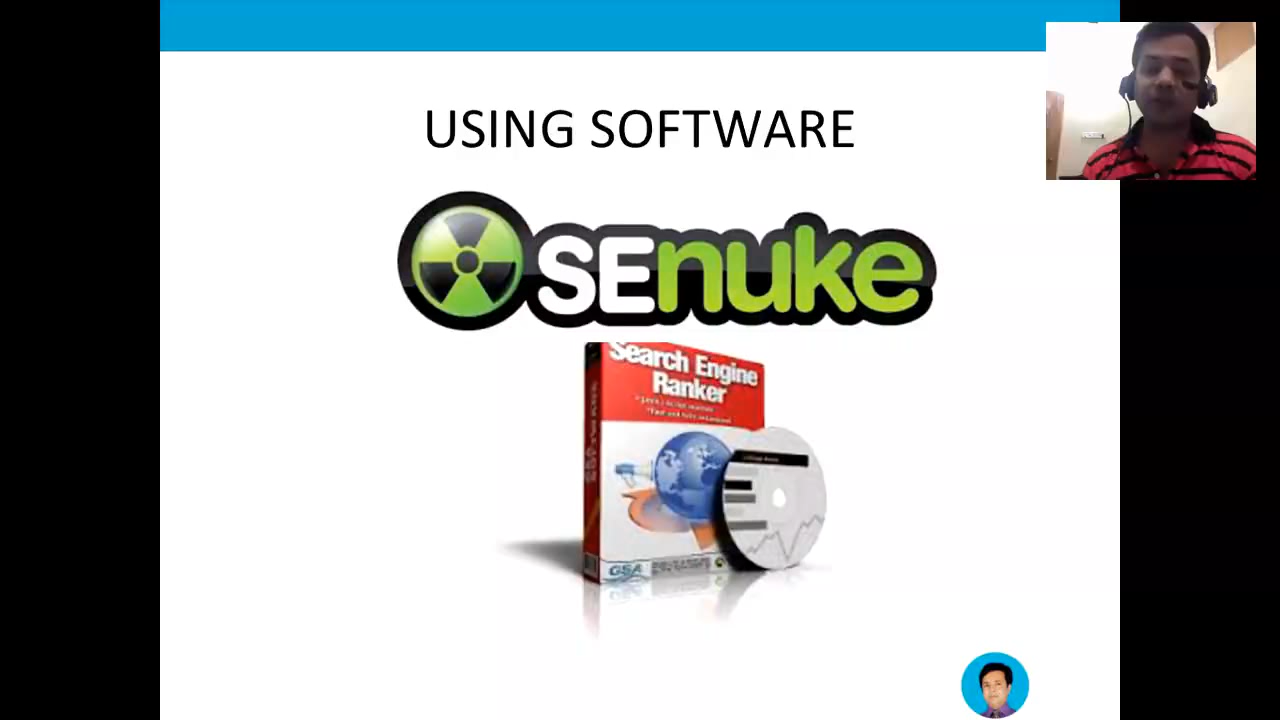 USING SOFTWARE
SEnuke
Search Engine
Ranker
GSA